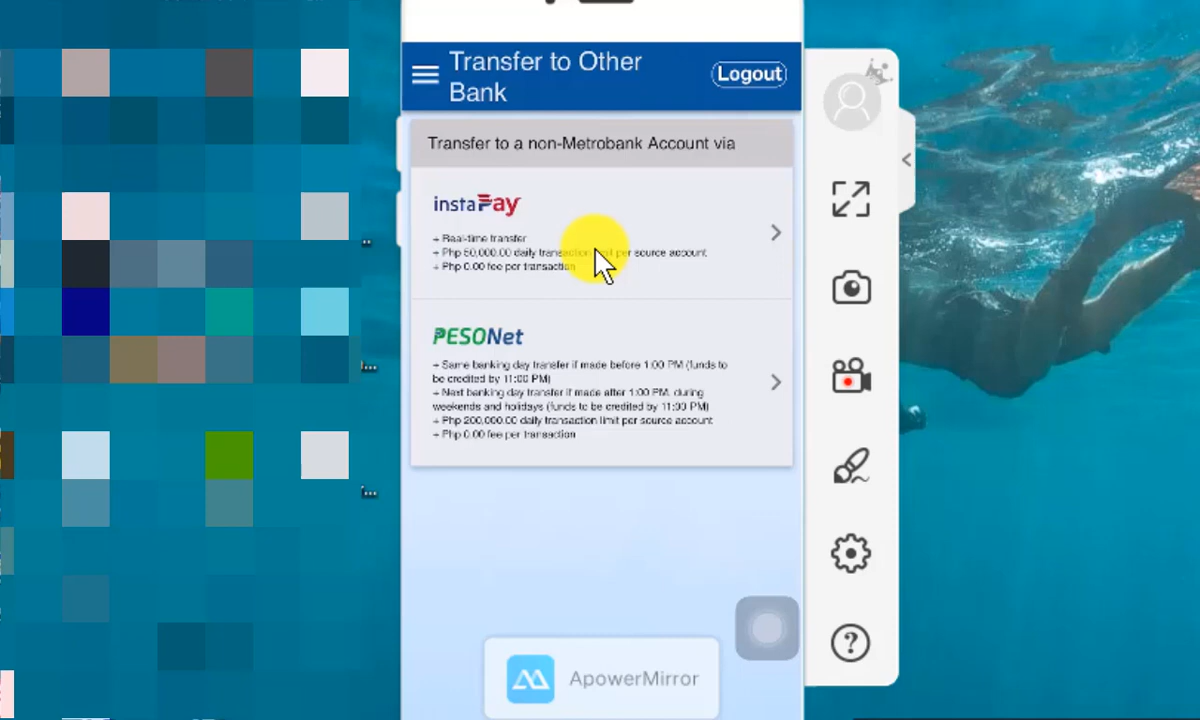 Transfer to Other
Bank
Logout
Transfer to a non-Metrobank Account via
instaPay
+ Real-time transfer
+ Php 50,000.00 daily transaction limit per source account
+ Php 0.00 fee per transaction
PESONet
+ Same banking day transfer if made before 1:00 PM (funds to
be credited by 11:00 PM)
+ Next banking day transfer if made after 1:00 PM, during
weekends and holidays (funds to be credited by 11:00 PM)
+ Php 200,000.00 daily transaction limit per source account
+ Php 0.00 fee per transaction
ApowerMirror